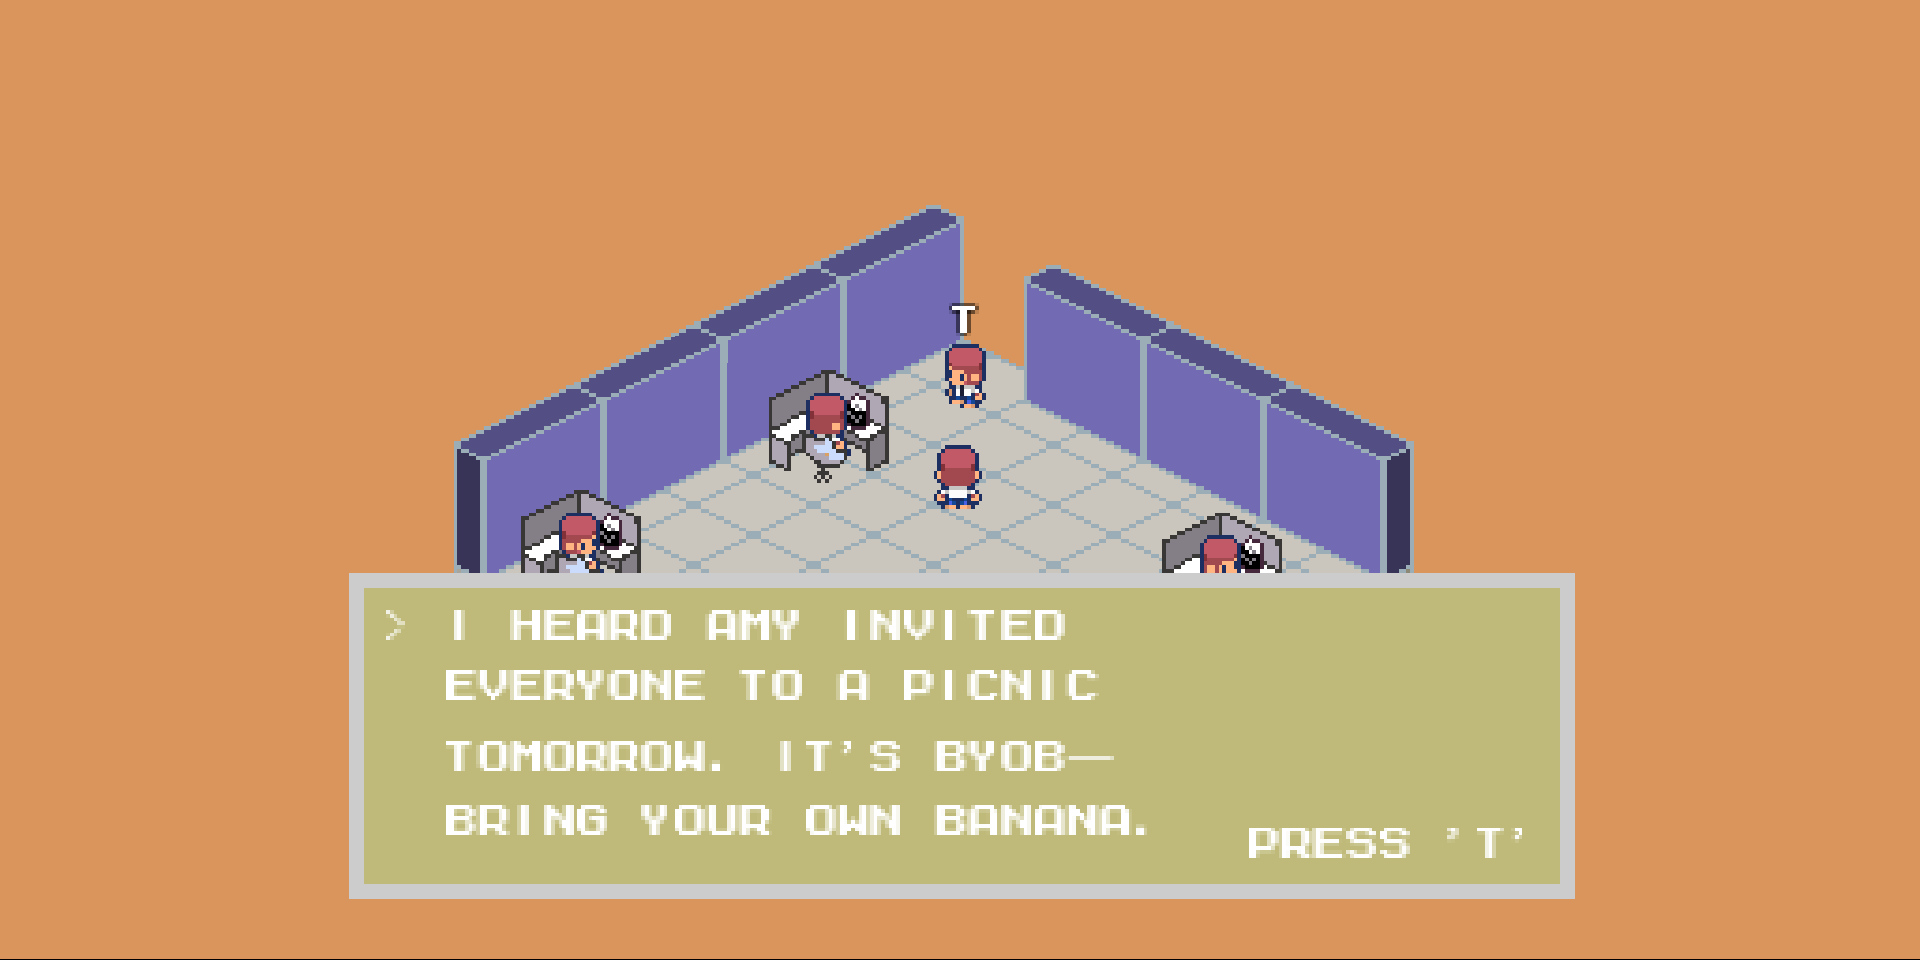 T
> I HEARD AMY INVITED
EVERYONE TO A PICNIC
TOMORROW. IT'S BYOB—
BRING YOUR OWN BANANA.
PRESS 'T'